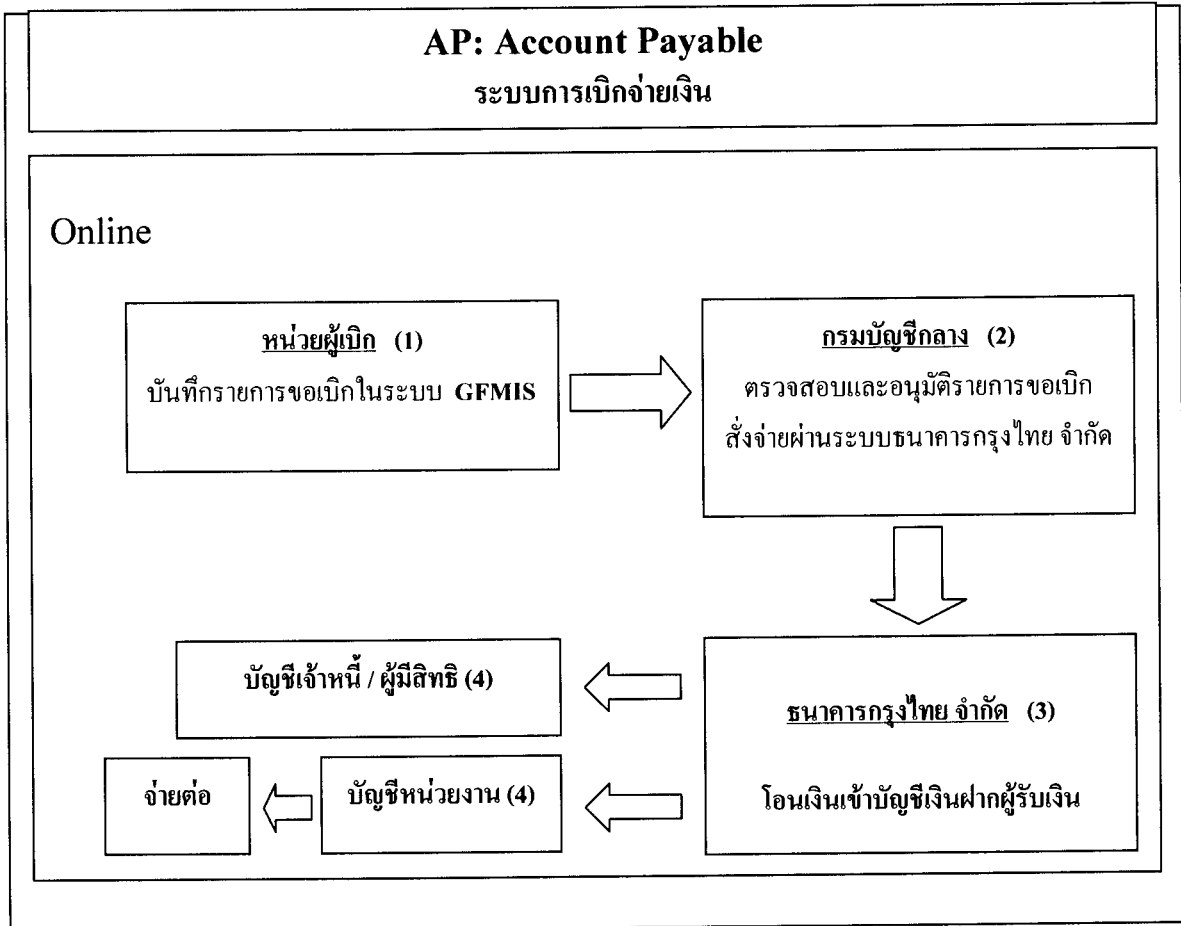 AP: Account Payable
ระบบการเบิกจ่ายเงิน
Online
หน่วยผู้เบิก (1)
บันทึกรายการขอเบิกในระบบ GFMIS
กรมบัญชีกลาง (2)
ตรวจสอบและอนุมัติรายการขอเบิก
สั่งจ่ายผ่านระบบธนาคารกรุงไทย จำกัด
ธนาคารกรุงไทย จำกัด (3)
โอนเงินเข้าบัญชีเงินฝากผู้รับเงิน
บัญชีเจ้าหนี้ / ผู้มีสิทธิ (4)
บัญชีหน่วยงาน (4)
จ่ายต่อ